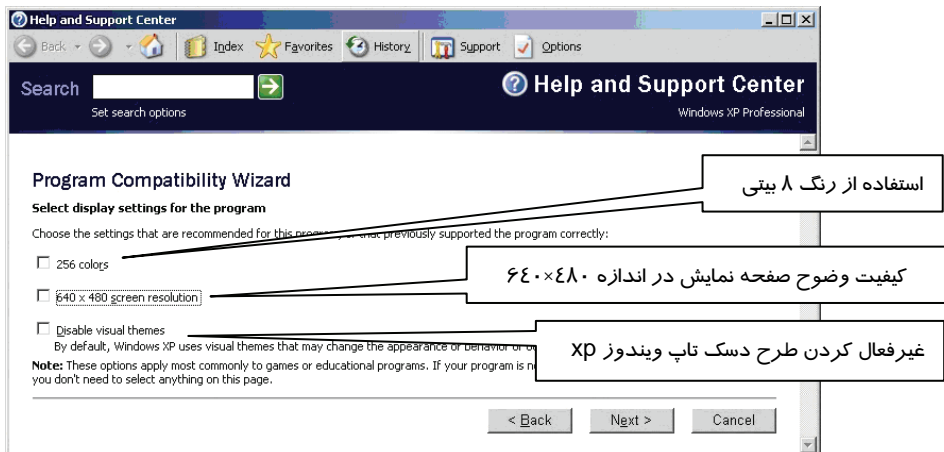 Help and Support Center
Back Index Favorites History Support Options
Search
Set search options
Help and Support Center
Windows XP Professional
Program Compatibility Wizard
Select display settings for the program
استفاده از رنگ ۸ بیتی
Choose the settings that are recommended for this program, or that previously supported the program correctly:
256 colors
640 x 480 screen resolution
کیفیت وضوح صفحه نمایش در اندازه ۴۸۰×۶۴۰
Disable visual themes
By default, Windows XP uses visual themes that may change the appearance or behavior of
غیرفعال کردن طرح دسک تاپ ویندوز xp
Note: These options apply most commonly to games or educational programs. If your program is
you don't need to select anything on this page.
< Back Next > Cancel